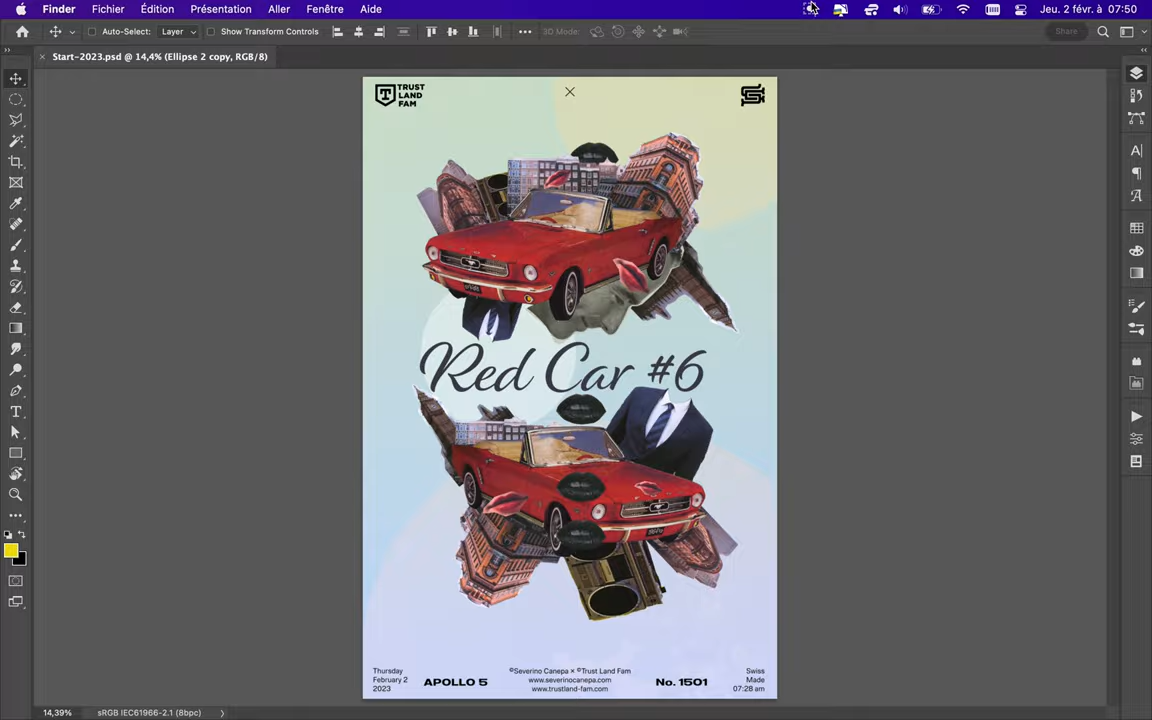 Finder Fichier Édition Présentation Aller Fenêtre Aide Jeu. 2 févr. à 07:50
Auto-Select: Layer Show Transform Controls 3D Mode: Share
Start-2023.psd @ 14,4% (Ellipse 2 copy, RGB/8)
TRUST
LAND
FAM
Red Car #6
Thursday
February 2
2023
APOLLO 5
©Severino Canepa × ©Trust Land Fam
www.severinocanepa.com
www.trustland-fam.com
No. 1501
Swiss
Made
07:28 am
14,39% sRGB IEC61966-2.1 (8bpc)